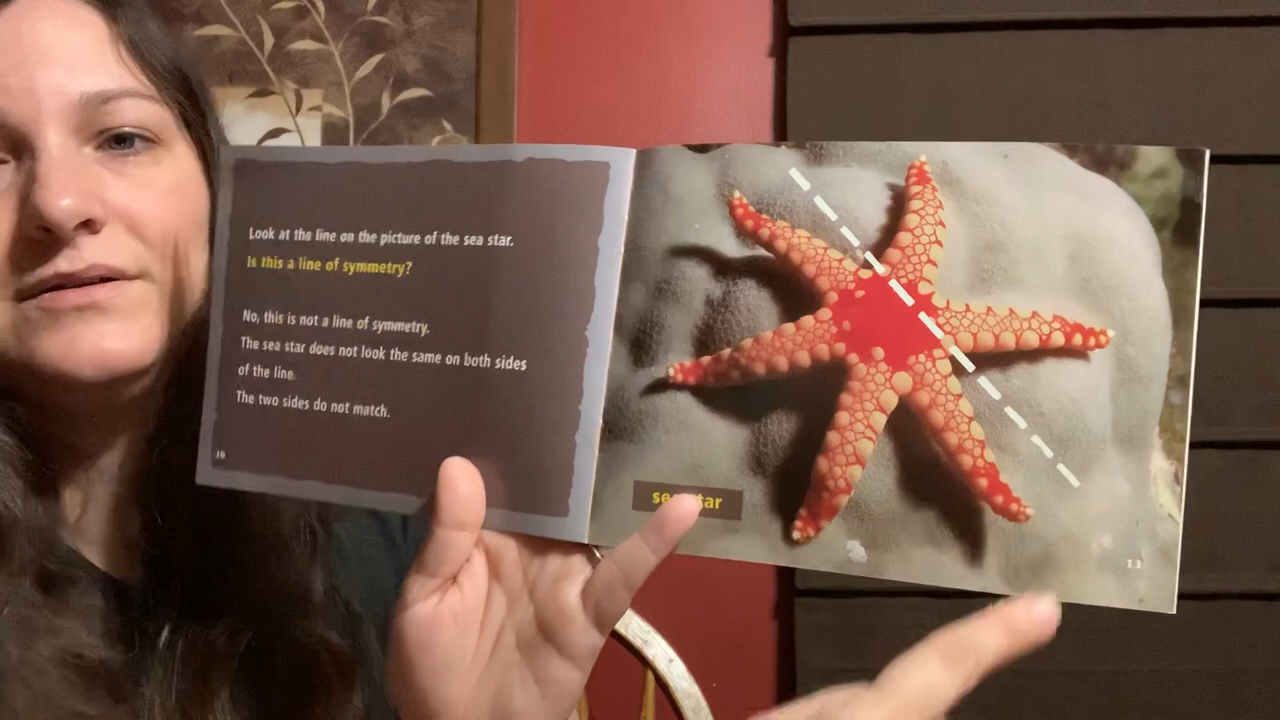 Look at the line on the picture of the sea star.
Is this a line of symmetry?
No, this is not a line of symmetry.
The sea star does not look the same on both sides
of the line.
The two sides do not match.
10
sea star
11